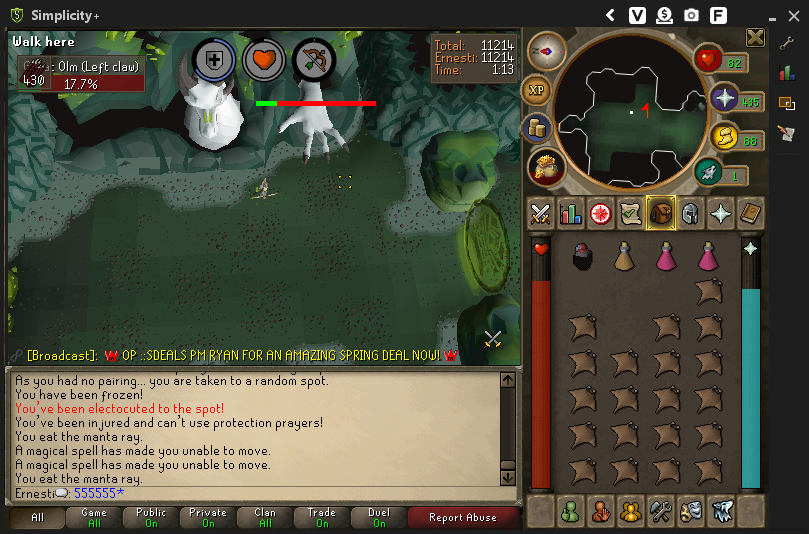 Simplicity+
Walk here
Olm (Left claw)
430
17.7%
Total: 11214
Ernesti: 11214
Time: 1:13
XP
82
436
86
1
[Broadcast]: OP ::SDEALS PM RYAN FOR AN AMAZING SPRING DEAL NOW!
As you had no pairing... you are taken to a random spot.
You have been frozen!
You've been electocuted to the spot!
You've been injured and can't use protection prayers!
You eat the manta ray.
A magical spell has made you unable to move.
A magical spell has made you unable to move.
You eat the manta ray.
Ernesti: 555555*
All
Game
All
Public
On
Private
On
Clan
All
Trade
On
Duel
On
Report Abuse